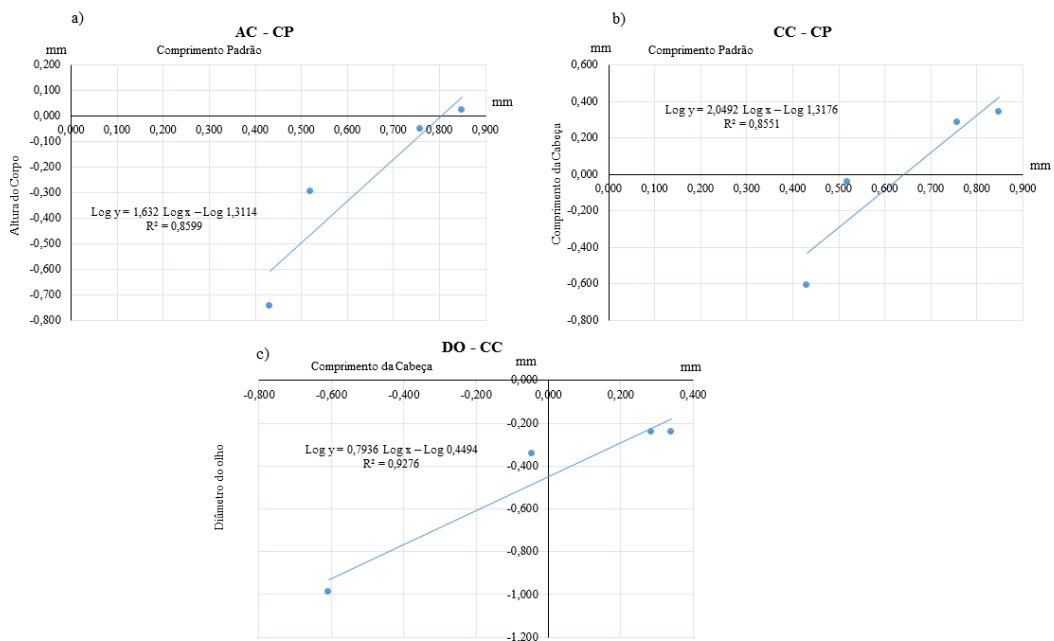 a)
AC - CP
mm
Comprimento Padrão
0,200
0,100
mm
0,000
0,000 0,100 0,200 0,300 0,400 0,500 0,600 0,700 0,800 0,900
-0,100
-0,200
-0,300
-0,400
-0,500
-0,600
-0,700
-0,800
Altura do Corpo
Log y = 1,632 Log x – Log 1,3114
R² = 0,8599
b)
CC - CP
mm
Comprimento Padrão
0,600
0,400
0,200
mm
0,000
0,000 0,100 0,200 0,300 0,400 0,500 0,600 0,700 0,800 0,900
-0,200
-0,400
-0,600
-0,800
Comprimento da Cabeça
Log y = 2,0492 Log x – Log 1,3176
R² = 0,8551
c)
DO - CC
Comprimento da Cabeça
mm
mm
0,000
-0,800 -0,600 -0,400 -0,200 0,000 0,200 0,400
-0,200
-0,400
-0,600
-0,800
-1,000
-1,200
Diâmetro do olho
Log y = 0,7936 Log x – Log 0,4494
R² = 0,9276